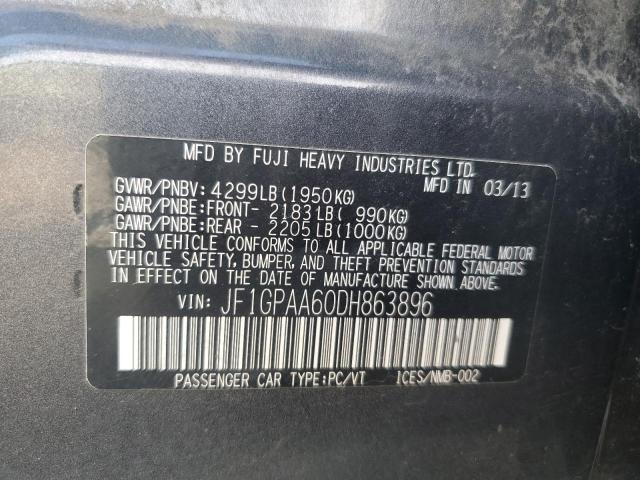 MFD BY FUJI HEAVY INDUSTRIES LTD.
MFD IN 03/13
GVWR/PNBV: 4299LB(1950KG)
GAWR/PNBE:FRONT- 2183LB( 990KG)
GAWR/PNBE:REAR - 2205LB(1000KG)
THIS VEHICLE CONFORMS TO ALL APPLICABLE FEDERAL MOTOR
VEHICLE SAFETY, BUMPER, AND THEFT PREVENTION STANDARDS
IN EFFECT ON THE DATE OF MANUFACTURE SHOWN ABOVE.
VIN: JF1GPAA60DH863896
PASSENGER CAR TYPE:PC/VT ICES/NMB-002